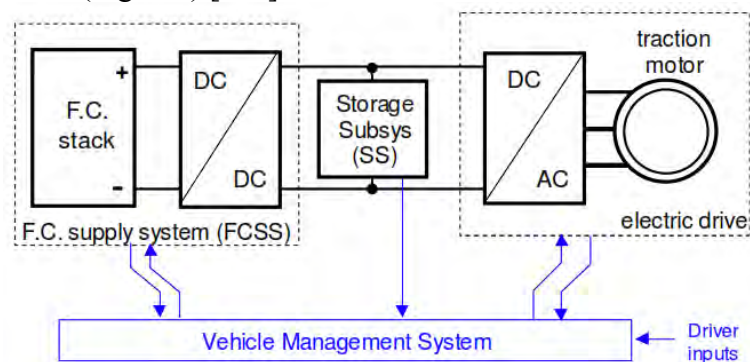 F.C.
stack
+
-
DC
DC
F.C. supply system (FCSS)
Storage
Subsys
(SS)
DC
AC
traction
motor
electric drive
Vehicle Management System
Driver
inputs